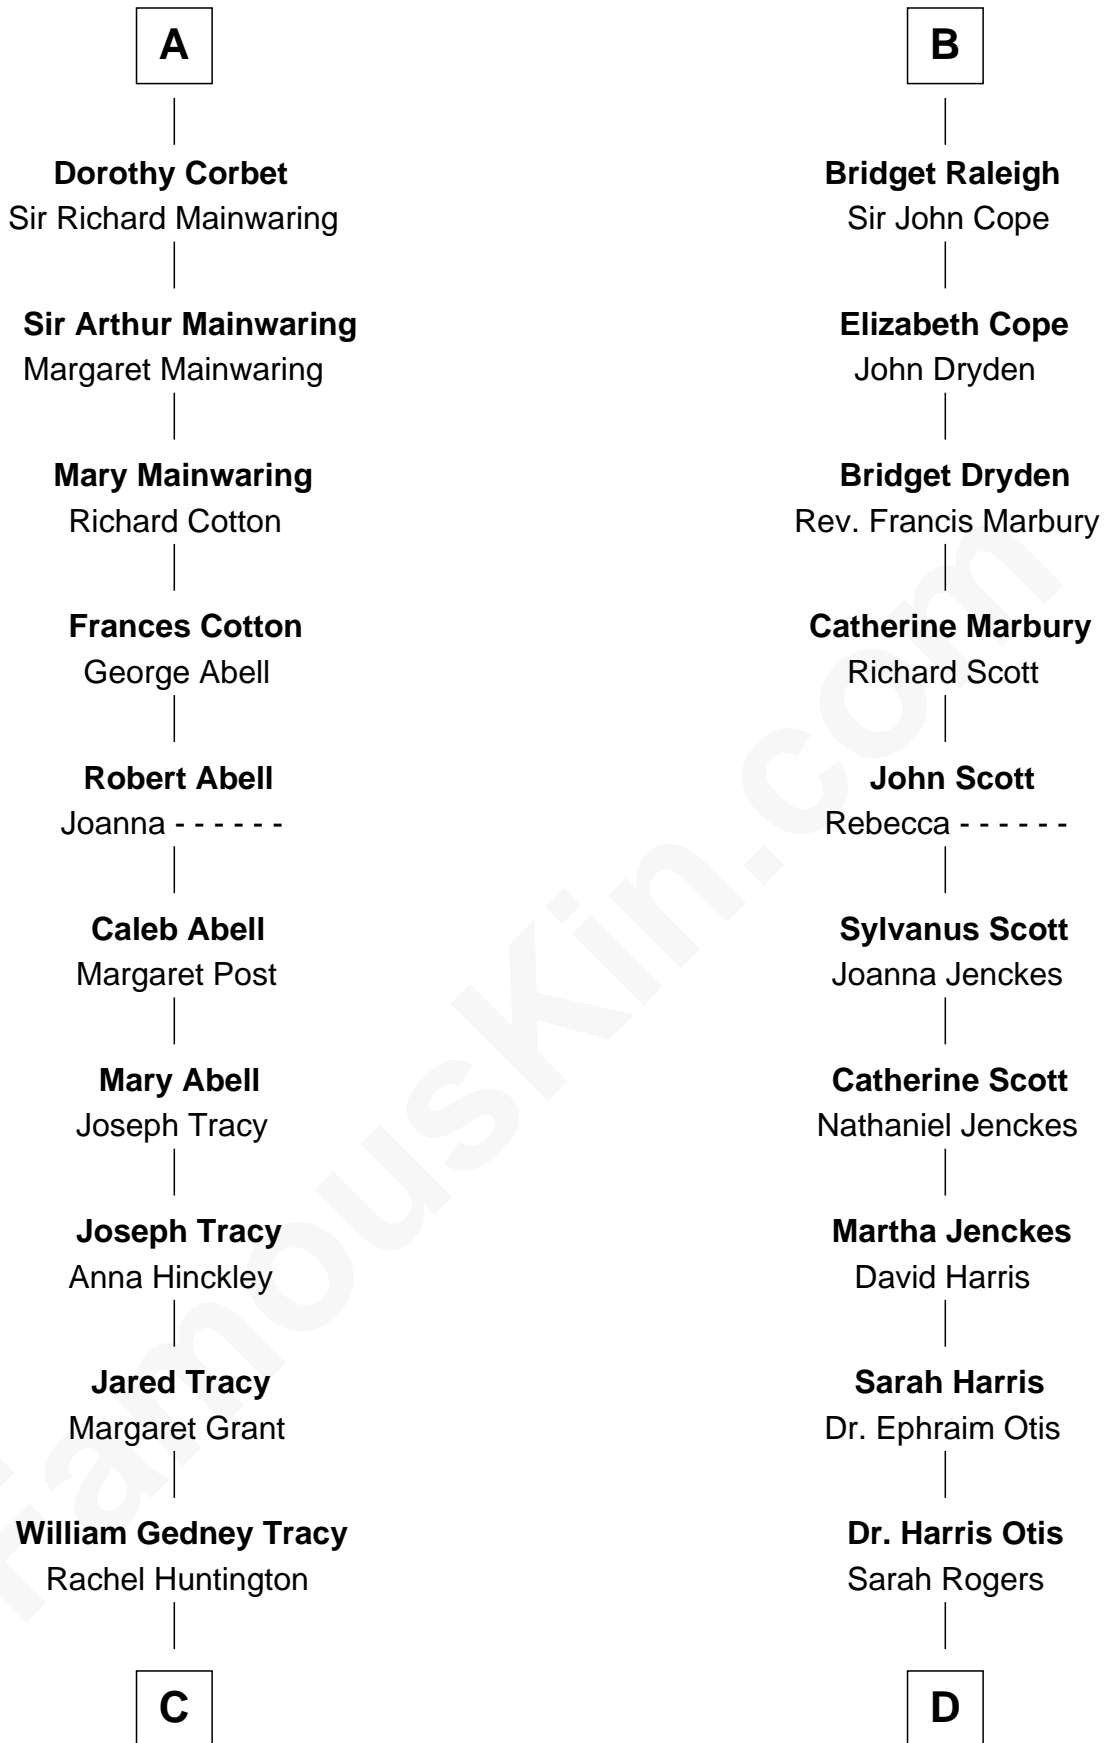 A
Dorothy Corbet
Sir Richard Mainwaring
Sir Arthur Mainwaring
Margaret Mainwaring
Mary Mainwaring
Richard Cotton
Frances Cotton
George Abell
Robert Abell
Joanna - - - - - -
Caleb Abell
Margaret Post
Mary Abell
Joseph Tracy
Joseph Tracy
Anna Hinckley
Jared Tracy
Margaret Grant
William Gedney Tracy
Rachel Huntington
C
B
Bridget Raleigh
Sir John Cope
Elizabeth Cope
John Dryden
Bridget Dryden
Rev. Francis Marbury
Catherine Marbury
Richard Scott
John Scott
Rebecca - - - - - -
Sylvanus Scott
Joanna Jenckes
Catherine Scott
Nathaniel Jenckes
Martha Jenckes
David Harris
Sarah Harris
Dr. Ephraim Otis
Dr. Harris Otis
Sarah Rogers
D
FamousKin.com